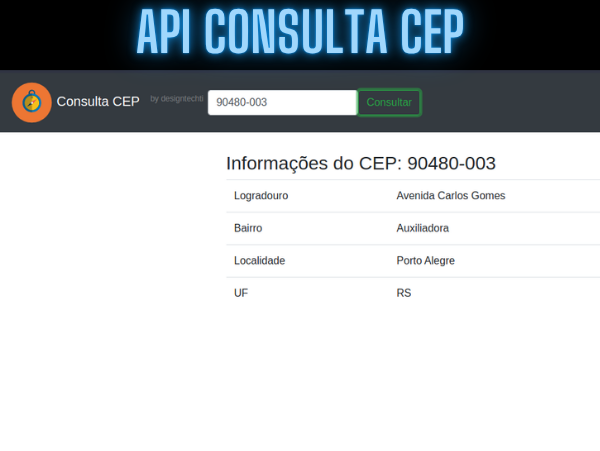 API CONSULTA CEP
Consulta CEP by designtechti 90480-003 Consultar
Informações do CEP: 90480-003
Logradouro Avenida Carlos Gomes
Bairro Auxiliadora
Localidade Porto Alegre
UF RS